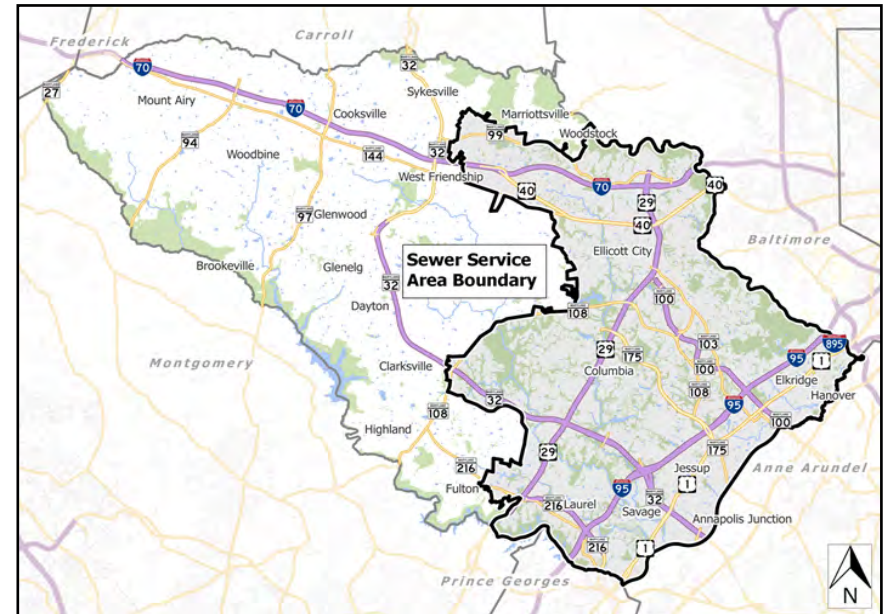 Frederick
Carroll
27
70
Mount Airy
70
Cooksville
32
Sykesville
Marriottsville
99
Woodstock
94
Woodbine
144
32
West Friendship
40
70
29
40
40
97
Glenwood
Ellicott City
Baltimore
Brookeville
Glenelg
Sewer Service
Area Boundary
32
Dayton
108
100
Montgomery
Clarksville
29
175
Columbia
103
100
95
895
1
Elkridge
Hanover
108
95
32
108
Highland
100
175
29
216
Fulton
Jessup
Anne Arundel
95
1
32
216
Laurel
Savage
Annapolis Junction
216
1
Prince Georges
N